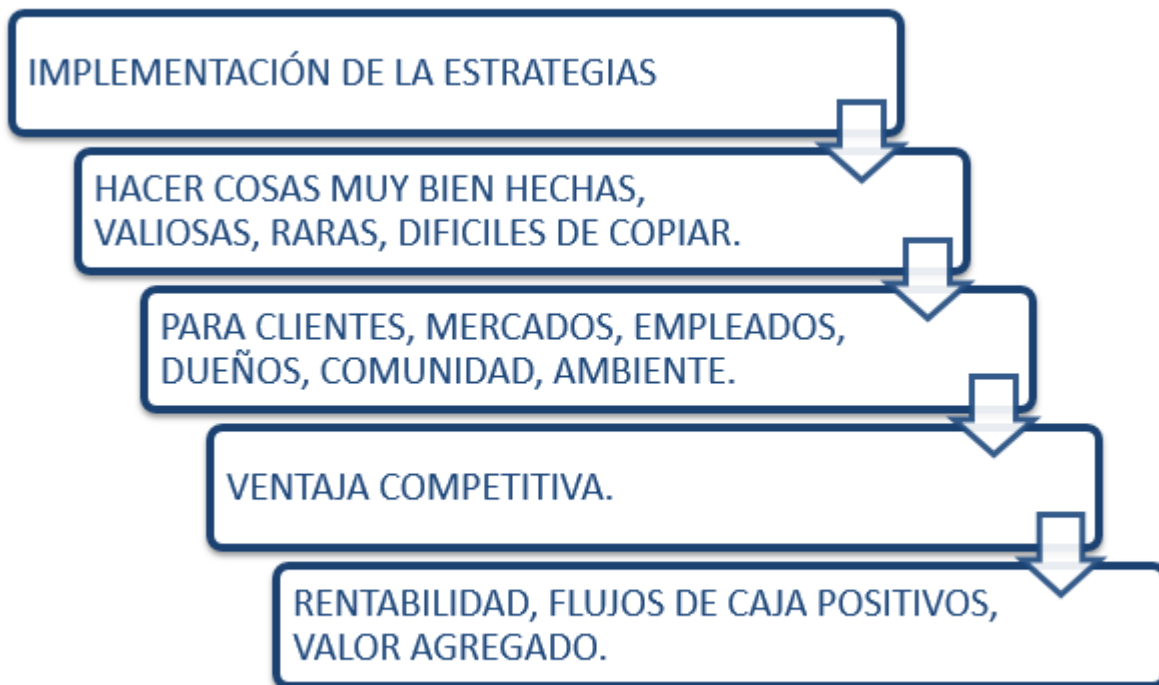 IMPLEMENTACIÓN DE LA ESTRATEGIAS
HACER COSAS MUY BIEN HECHAS,
VALIOSAS, RARAS, DIFICILES DE COPIAR.
PARA CLIENTES, MERCADOS, EMPLEADOS,
DUEÑOS, COMUNIDAD, AMBIENTE.
VENTAJA COMPETITIVA.
RENTABILIDAD, FLUJOS DE CAJA POSITIVOS,
VALOR AGREGADO.